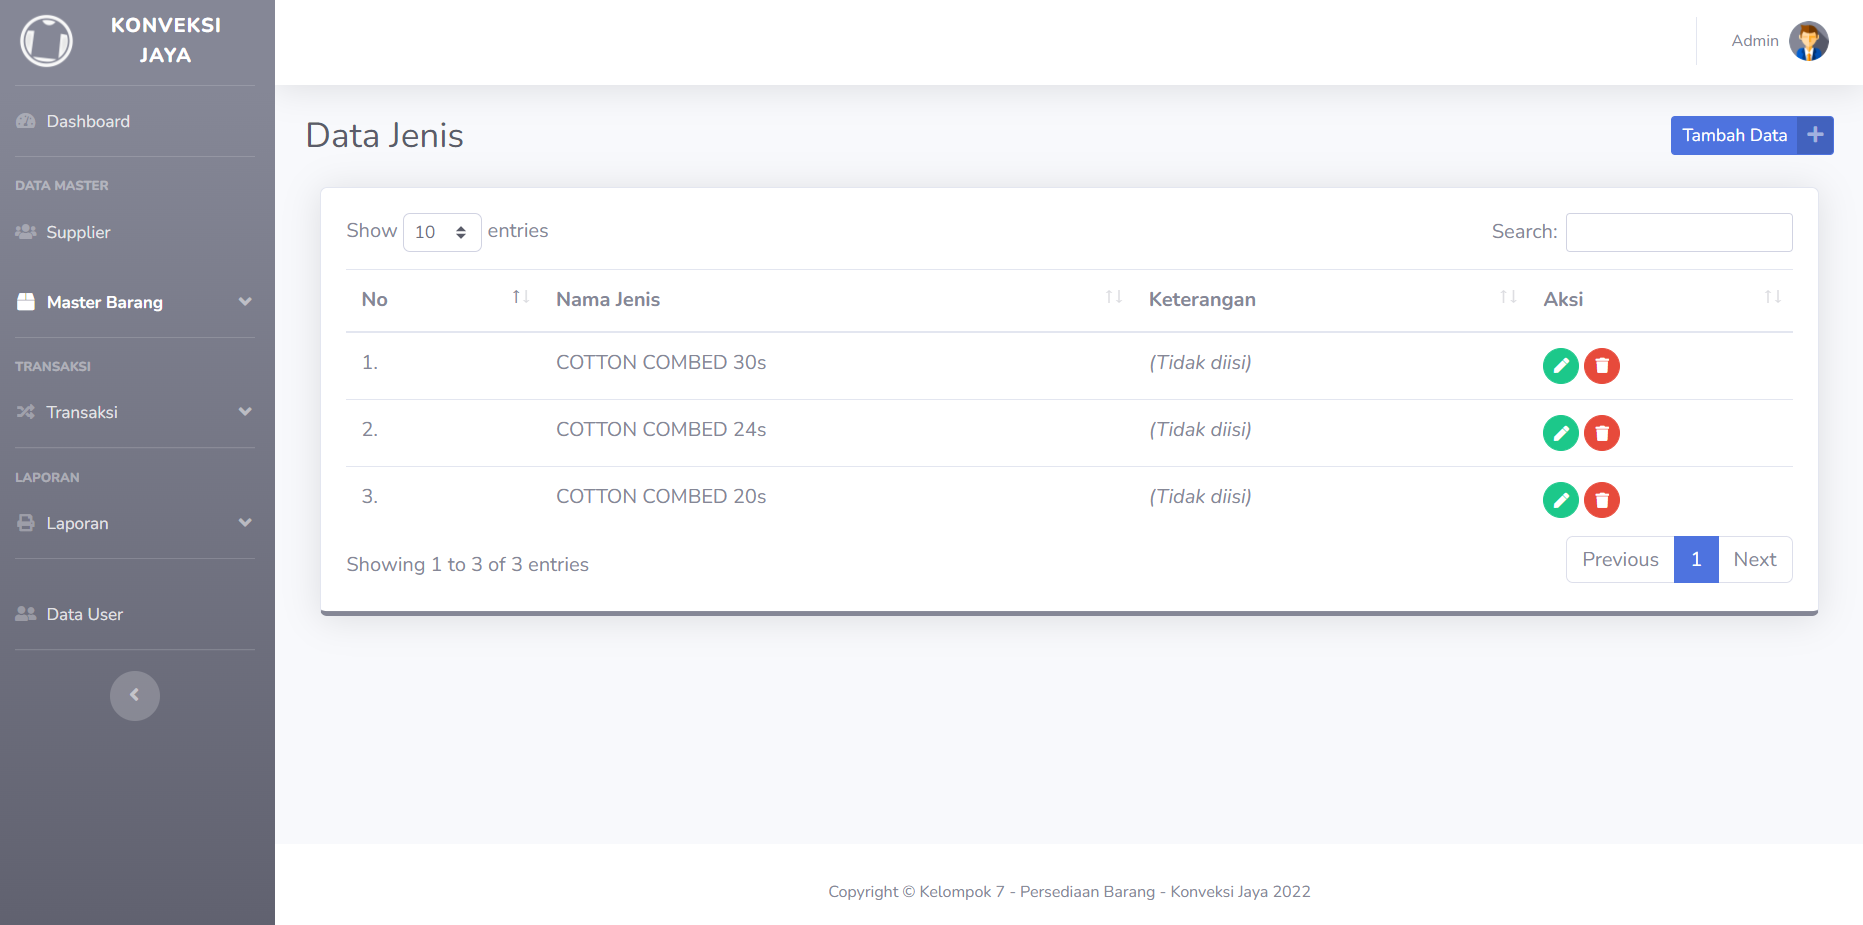 KONVEKSI
JAYA
Admin
Dashboard
DATA MASTER
Supplier
Master Barang
TRANSAKSI
Transaksi
LAPORAN
Laporan
Data User
Data Jenis
Tambah Data
Show 10 entries
Search:
No Nama Jenis Keterangan Aksi
1. COTTON COMBED 30s (Tidak diisi)
2. COTTON COMBED 24s (Tidak diisi)
3. COTTON COMBED 20s (Tidak diisi)
Showing 1 to 3 of 3 entries
Previous 1 Next
Copyright © Kelompok 7 - Persediaan Barang - Konveksi Jaya 2022